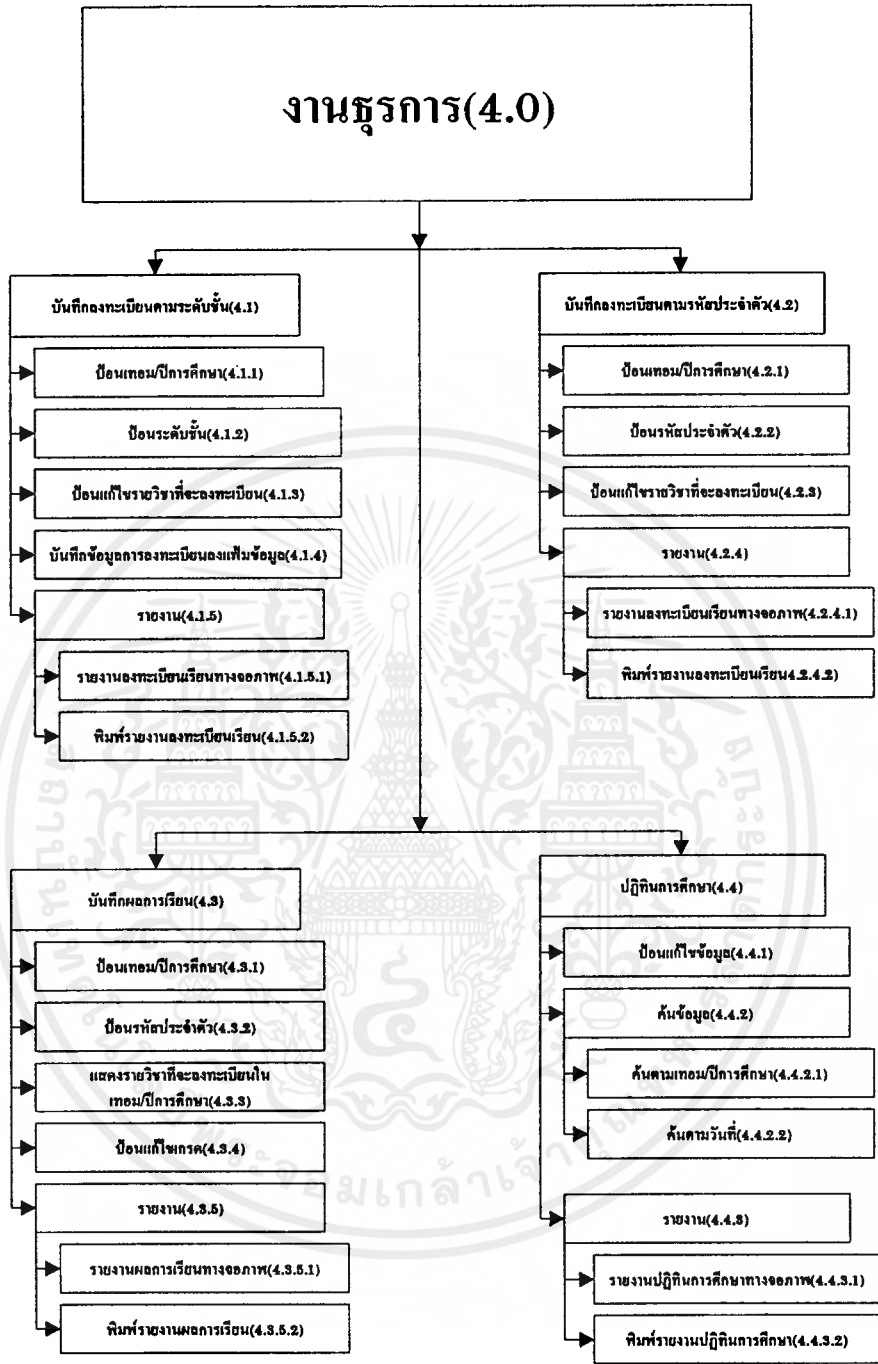 งานธุรการ(4.0)
บันทึกลงทะเบียนตามระดับชั้น(4.1)
ป้อนเทอม/ปีการศึกษา(4.1.1)
ป้อนระดับชั้น(4.1.2)
ป้อนแก้ไขรายวิชาที่จะลงทะเบียน(4.1.3)
บันทึกข้อมูลการลงทะเบียนลงแฟ้มข้อมูล(4.1.4)
รายงาน(4.1.5)
รายงานลงทะเบียนเรียนทางจอภาพ(4.1.5.1)
พิมพ์รายงานลงทะเบียนเรียน(4.1.5.2)
บันทึกลงทะเบียนตามรหัสประจำตัว(4.2)
ป้อนเทอม/ปีการศึกษา(4.2.1)
ป้อนรหัสประจำตัว(4.2.2)
ป้อนแก้ไขรายวิชาที่จะลงทะเบียน(4.2.3)
รายงาน(4.2.4)
รายงานลงทะเบียนเรียนทางจอภาพ(4.2.4.1)
พิมพ์รายงานลงทะเบียนเรียน4.2.4.2)
บันทึกผลการเรียน(4.3)
ป้อนเทอม/ปีการศึกษา(4.3.1)
ป้อนรหัสประจำตัว(4.3.2)
แสดงรายวิชาที่จะลงทะเบียนใน
เทอม/ปีการศึกษา(4.3.3)
ป้อนแก้ไขเกรด(4.3.4)
รายงาน(4.3.5)
รายงานผลการเรียนทางจอภาพ(4.3.5.1)
พิมพ์รายงานผลการเรียน(4.3.5.2)
ปฏิทินการศึกษา(4.4)
ป้อนแก้ไขข้อมูล(4.4.1)
ค้นข้อมูล(4.4.2)
ค้นตามเทอม/ปีการศึกษา(4.4.2.1)
ค้นตามวันที่(4.4.2.2)
รายงาน(4.4.3)
รายงานปฏิทินการศึกษาทางจอภาพ(4.4.3.1)
พิมพ์รายงานปฏิทินการศึกษา(4.4.3.2)